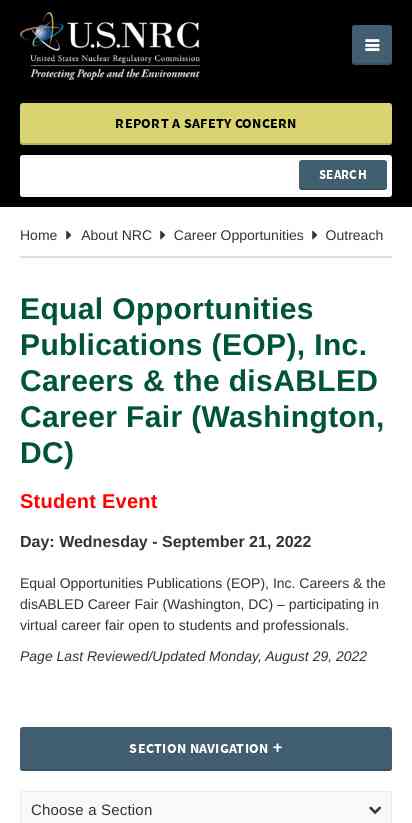 U.S.NRC
United States Nuclear Regulatory Commission
Protecting People and the Environment
REPORT A SAFETY CONCERN
SEARCH
Home About NRC Career Opportunities Outreach
Equal Opportunities
Publications (EOP), Inc.
Careers & the disABLED
Career Fair (Washington,
DC)
Student Event
Day: Wednesday - September 21, 2022
Equal Opportunities Publications (EOP), Inc. Careers & the
disABLED Career Fair (Washington, DC) – participating in
virtual career fair open to students and professionals.
Page Last Reviewed/Updated Monday, August 29, 2022
SECTION NAVIGATION +
Choose a Section